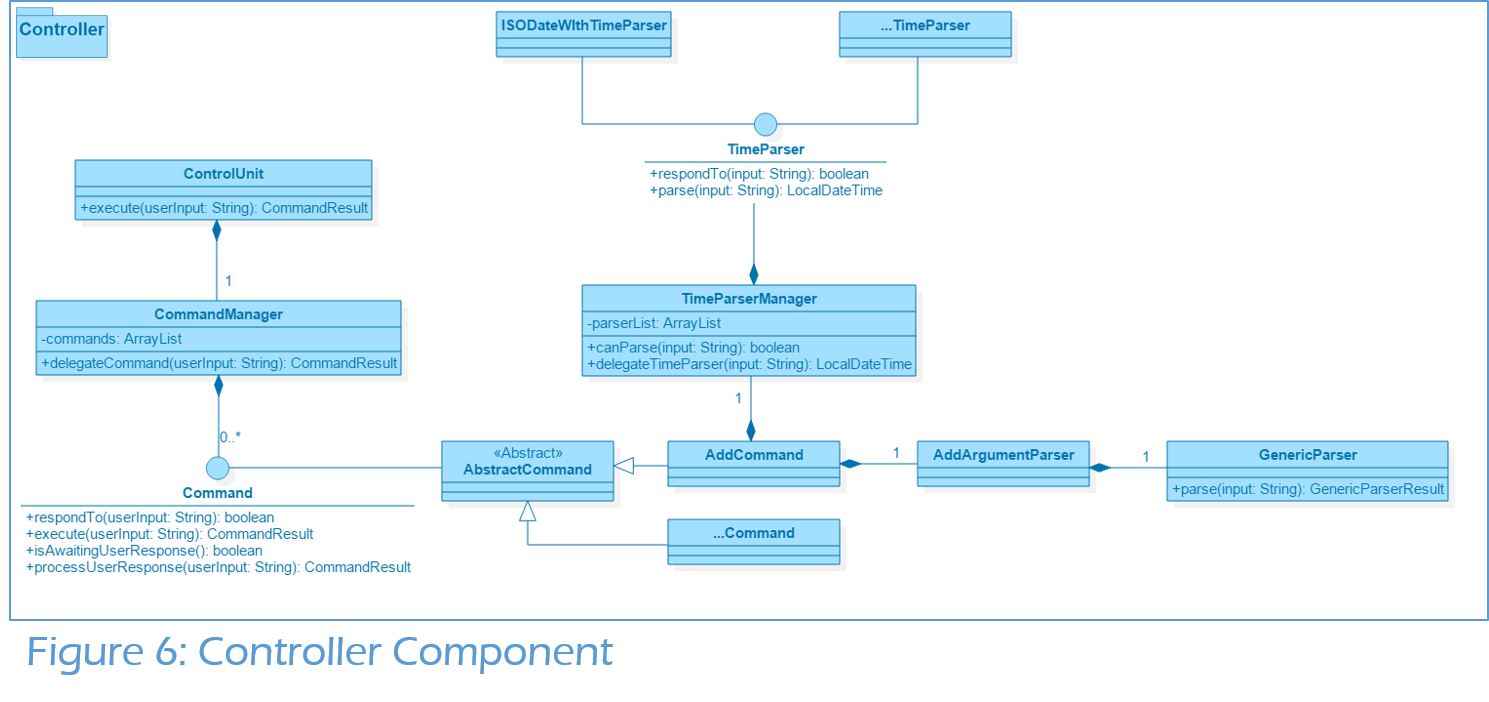 Controller
ISODateWIthTimeParser
...TimeParser
TimeParser
+respondTo(input: String): boolean
+parse(input: String): LocalDateTime
ControlUnit
+execute(userInput: String): CommandResult
1
CommandManager
-commands: ArrayList
+delegateCommand(userInput: String): CommandResult
TimeParserManager
-parserList: ArrayList
+canParse(input: String): boolean
+delegateTimeParser(input: String): LocalDateTime
1
0..*
«Abstract»
AbstractCommand
AddCommand
1
AddArgumentParser
1
GenericParser
+parse(input: String): GenericParserResult
Command
+respondTo(userInput: String): boolean
+execute(userInput: String): CommandResult
+isAwaitingUserResponse(): boolean
+processUserResponse(userInput: String): CommandResult
...Command
Figure 6: Controller Component